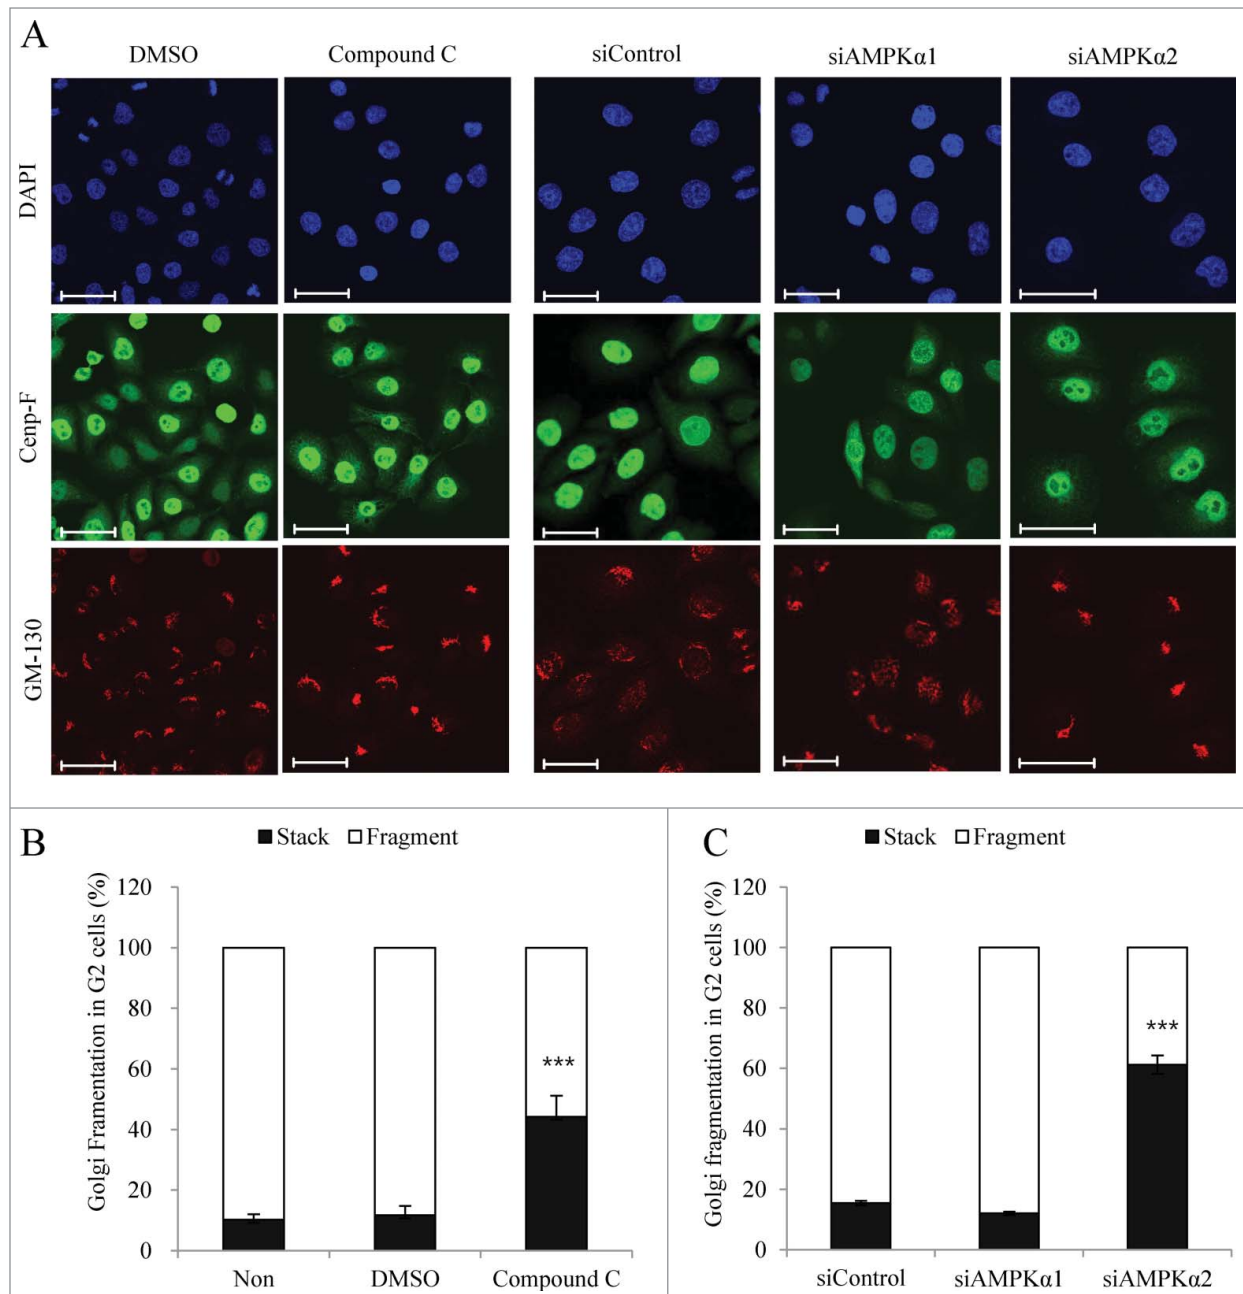 A
DMSO
Compound C
siControl
siAMPKα1
siAMPKα2
DAPI
Cenp-F
GM-130
B
Stack Fragment
Golgi Framentation in G2 cells (%)
120
100
80
60
40
20
0
***
Non
DMSO
Compound C
C
Stack Fragment
Golgi fragmentation in G2 cells (%)
120
100
80
60
40
20
0
***
siControl
siAMPKα1
siAMPKα2